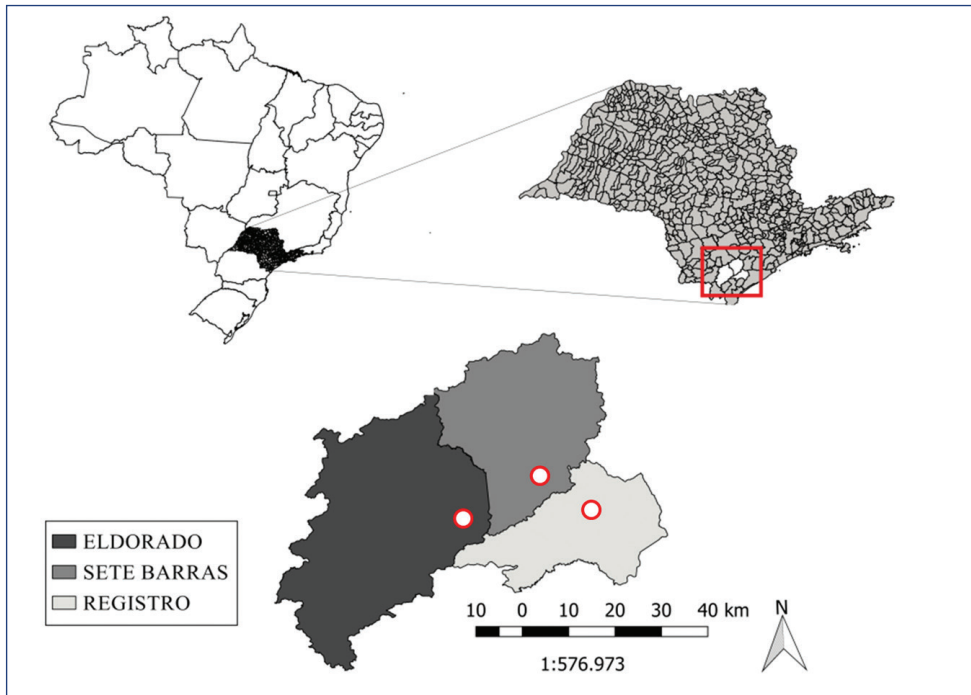 ELDORADO
SETE BARRAS
REGISTRO
10 0 10 20 30 40 km
1:576.973
N